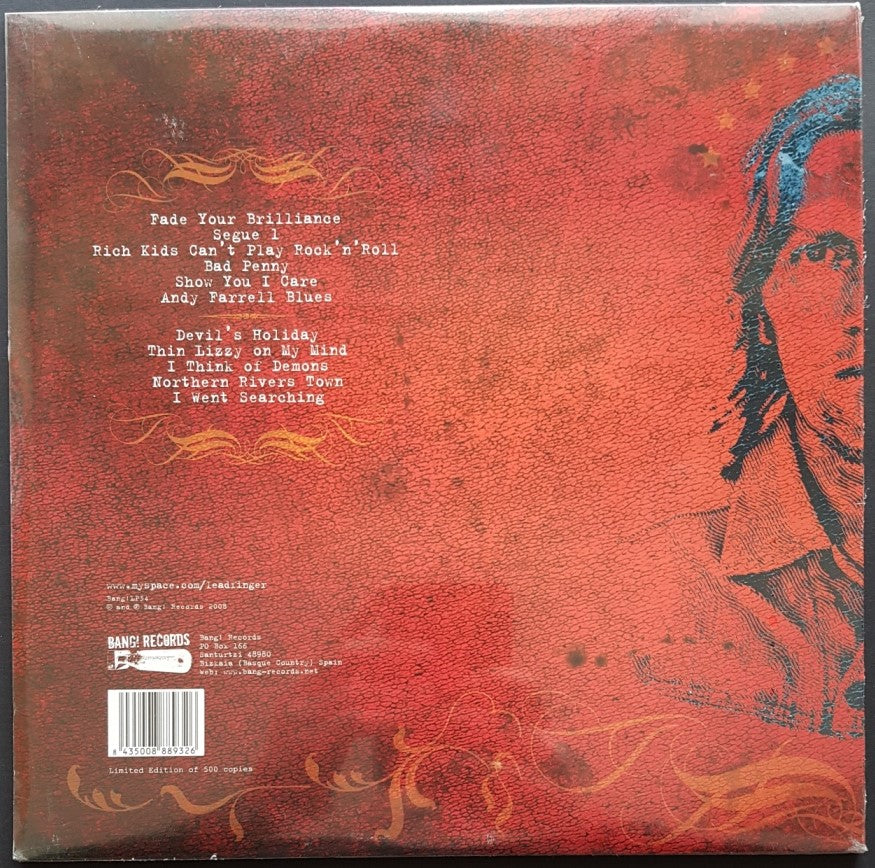 Fade Your Brilliance
Segue 1
Rich Kids Can't Play Rock'n'Roll
Bad Penny
Show You I Care
Andy Farrell Blues
Devil's Holiday
Thin Lizzy on My Mind
I Think of Demons
Northern Rivers Town
I Went Searching
www.myspace.com/leadfinger
Bang!LP34
© and ℗ Bang! Records 2008
BANG! RECORDS
Bang! Records
PO Box 166
Santurtzi 48980
Bizkaia (Basque Country) Spain
web: www.bang-records.net
8 435008 889326
Limited Edition of 500 copies